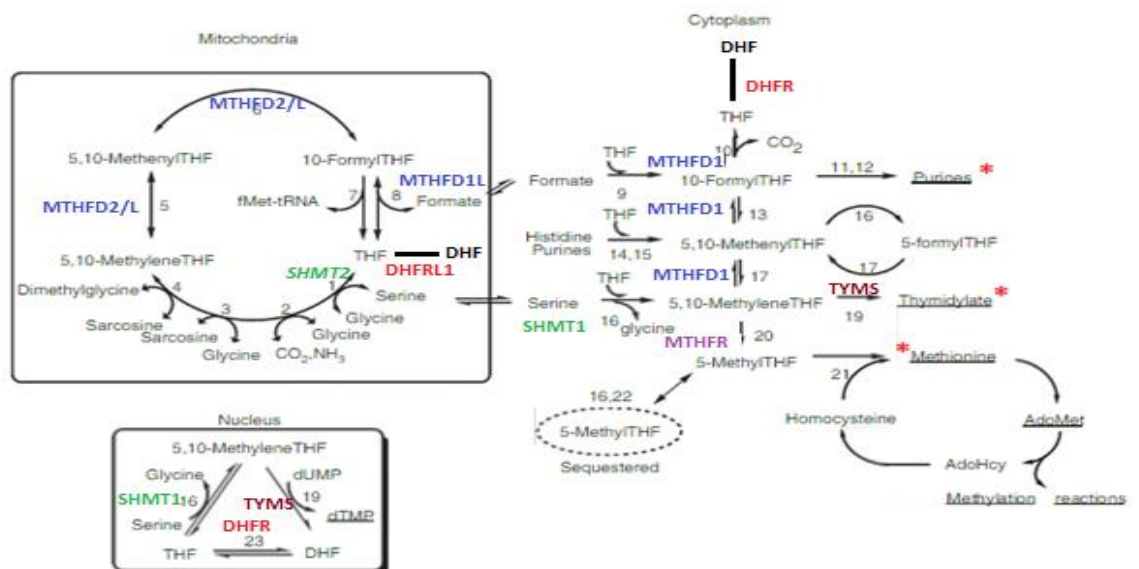 Cytoplasm
Mitochondria
DHF
DHFR
THF
MTHFD2/L
6
5,10-MethenylTHF
10-FormylTHF
10
CO2
THF
MTHFD1
MTHFD1L
Formate
9
10-FormylTHF
11,12
Purines *
MTHFD2/L
5
fMet-tRNA
7
8
Formate
THF
MTHFD1
13
16
Histidine
Purines
14,15
5,10-MethenylTHF
5-formylTHF
17
5,10-MethyleneTHF
SHMT2
THF
DHF
DHFRL1
MTHFD1
17
THF
TYMS
Dimethylglycine
4
3
2
1
Serine
Serine
5,10-MethyleneTHF
Thymidylate *
19
Sarcosine
Sarcosine
Glycine
Glycine
Glycine
CO2,NH3
SHMT1
16
glycine
MTHFR
20
5-MethylTHF
* Methionine
21
16,22
Nucleus
5-MethylTHF
Homocysteine
AdoMet
Sequestered
5,10-MethyleneTHF
Glycine
dUMP
AdoHcy
SHMT1
16
TYMS
19
Methylation reactions
Serine
DHFR
dTMP
23
THF
DHF